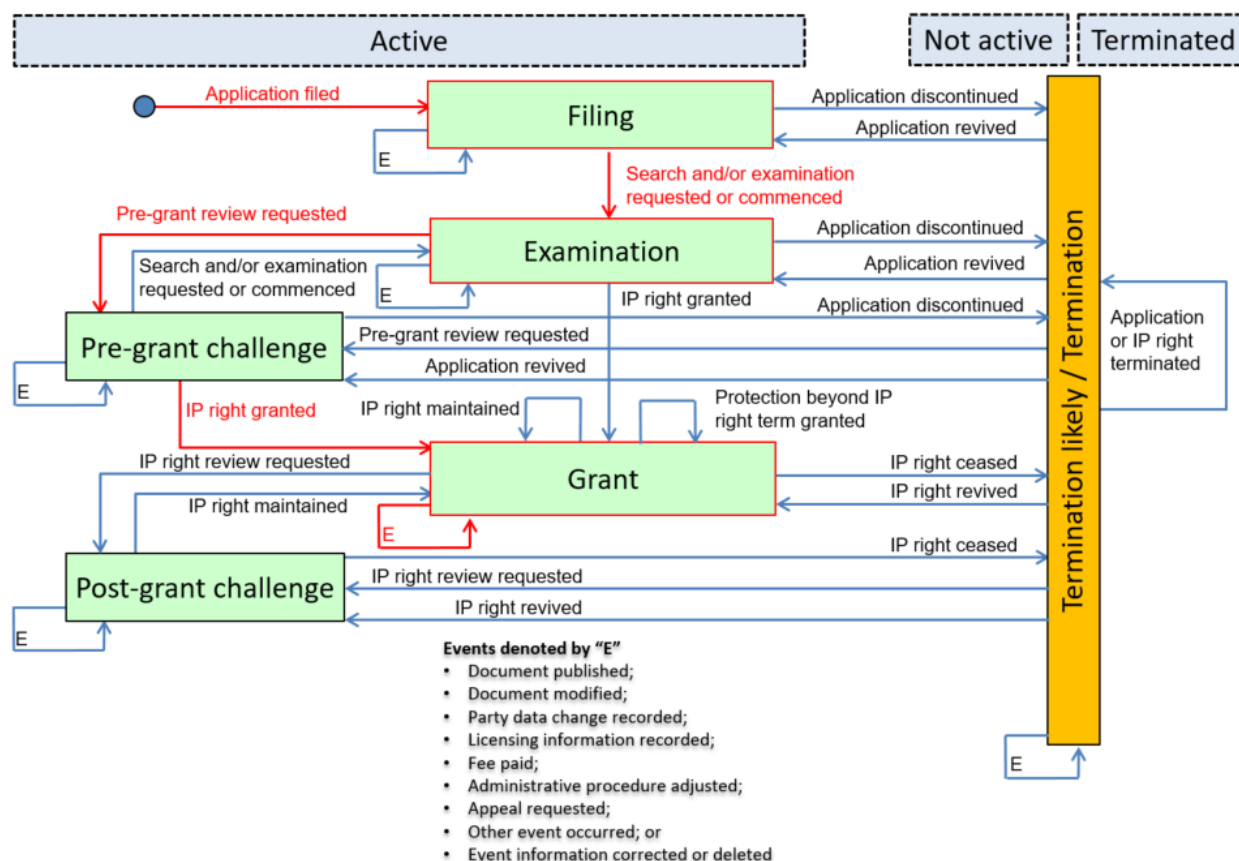 Active
Not active
Terminated
Application filed
Filing
Application discontinued
Application revived
E
Search and/or examination
requested or commenced
Pre-grant review requested
Examination
Application discontinued
Application revived
Search and/or examination
requested or commenced
E
IP right granted
Application discontinued
Pre-grant challenge
Pre-grant review requested
Application revived
E
Application
or IP right
terminated
Termination likely / Termination
IP right granted
IP right maintained
Protection beyond IP
right term granted
IP right review requested
Grant
IP right ceased
IP right revived
IP right maintained
E
IP right ceased
Post-grant challenge
IP right review requested
IP right revived
E
Events denoted by “E”
• Document published;
• Document modified;
• Party data change recorded;
• Licensing information recorded;
• Fee paid;
• Administrative procedure adjusted;
• Appeal requested;
• Other event occurred; or
• Event information corrected or deleted
E